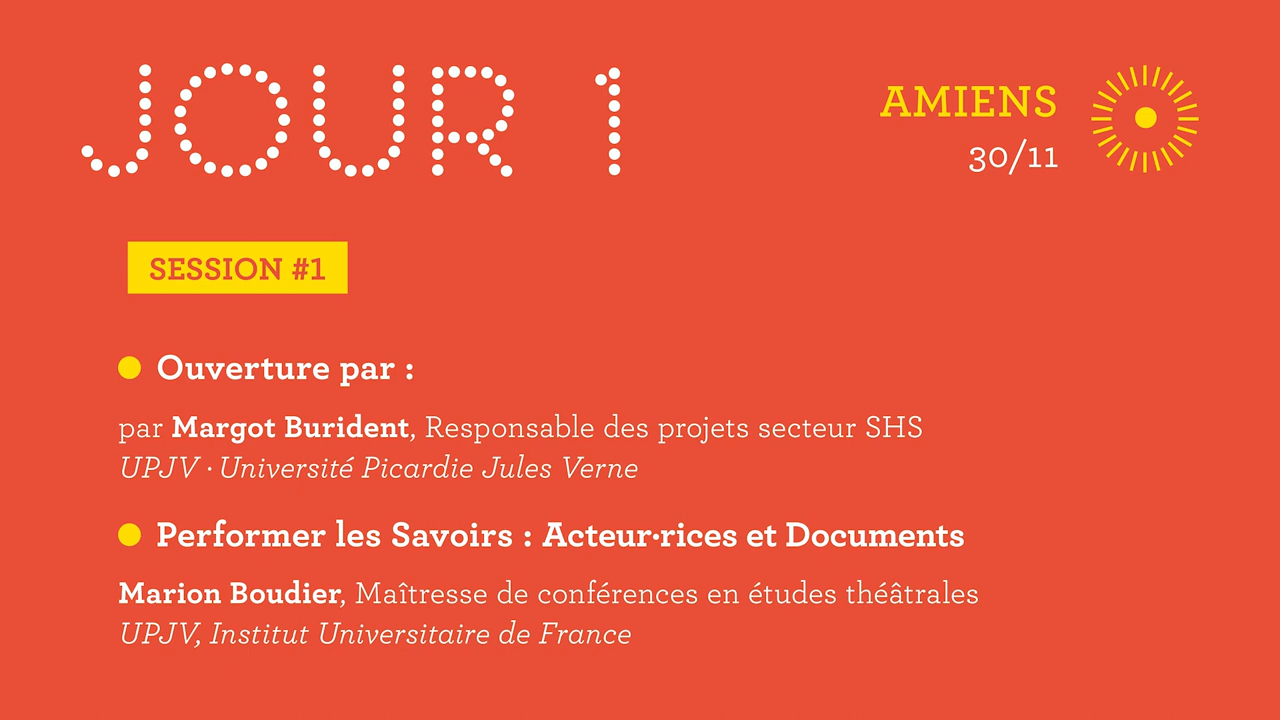 JOUR 1
AMIENS
30/11
SESSION #1
Ouverture par :
par Margot Burident, Responsable des projets secteur SHS
UPJV · Université Picardie Jules Verne
Performer les Savoirs : Acteur·rices et Documents
Marion Boudier, Maîtresse de conférences en études théâtrales
UPJV, Institut Universitaire de France